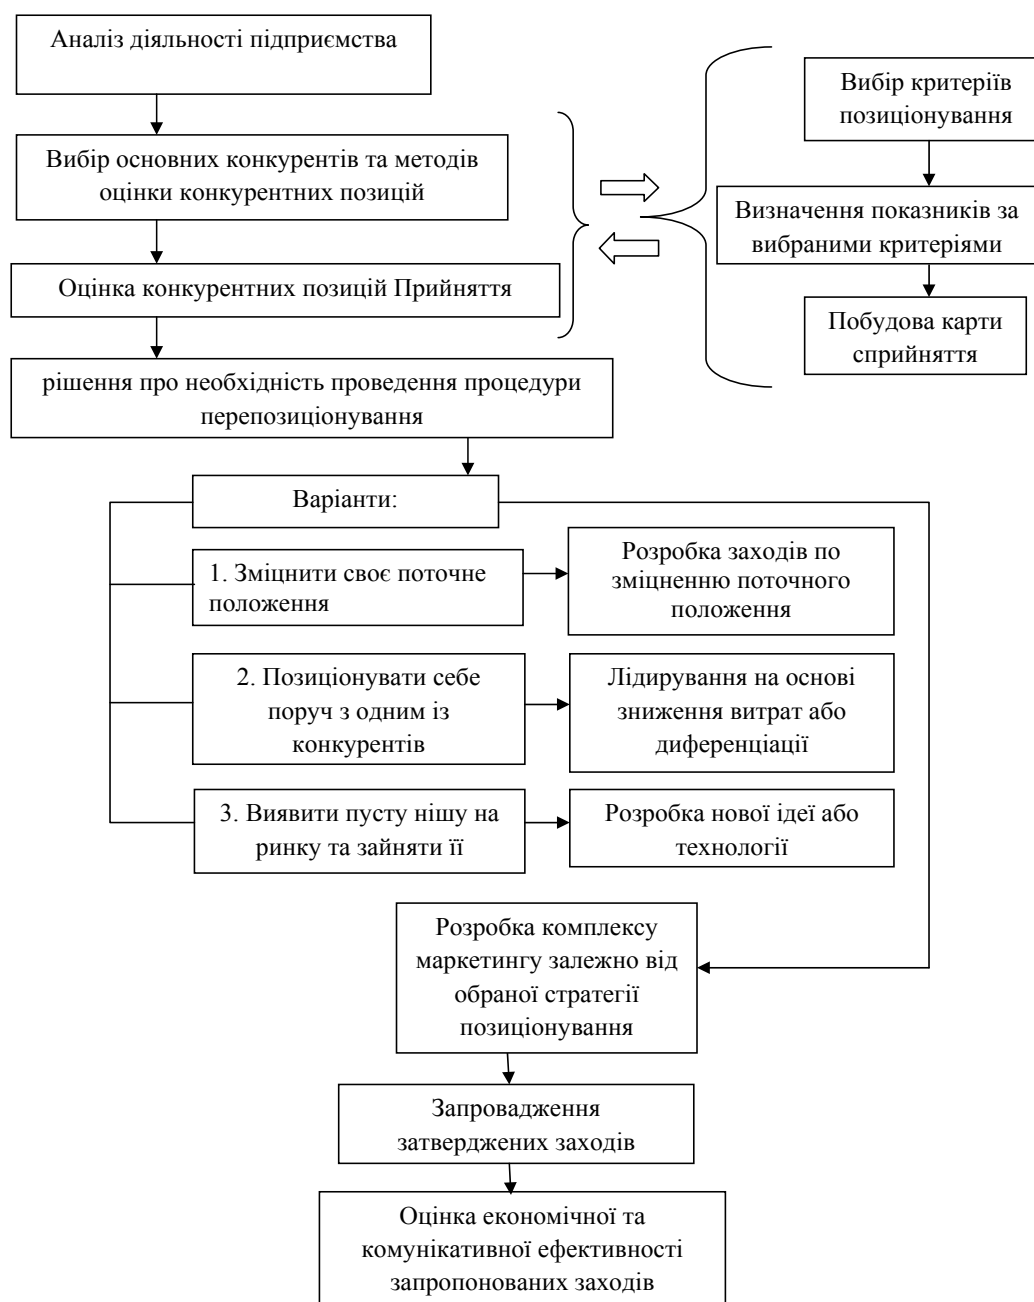 Аналіз діяльності підприємства
Вибір основних конкурентів та методів
оцінки конкурентних позицій
Оцінка конкурентних позицій Прийняття
рішення про необхідність проведення процедури
перепозиціонування
Вибір критеріїв
позиціонування
Визначення показників за
вибраними критеріями
Побудова карти
сприйняття
Варіанти:
1. Зміцнити своє поточне
положення
Розробка заходів по
зміцненню поточного
положення
2. Позиціонувати себе
поруч з одним із
конкурентів
Лідирування на основі
зниження витрат або
диференціації
3. Виявити пусту нішу на
ринку та зайняти її
Розробка нової ідеї або
технології
Розробка комплексу
маркетингу залежно від
обраної стратегії
позиціонування
Запровадження
затверджених заходів
Оцінка економічної та
комунікативної ефективності
запропонованих заходів